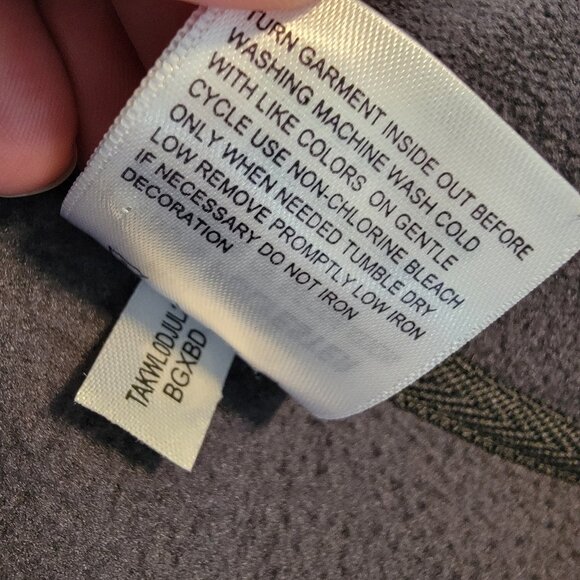 TURN GARMENT INSIDE OUT BEFORE
WASHING MACHINE WASH COLD
WITH LIKE COLORS ON GENTLE
CYCLE USE NON-CHLORINE BLEACH
ONLY WHEN NEEDED TUMBLE DRY
LOW REMOVE PROMPTLY LOW IRON
IF NECESSARY DO NOT IRON
DECORATION
TAKWLODJUL
BGXBD